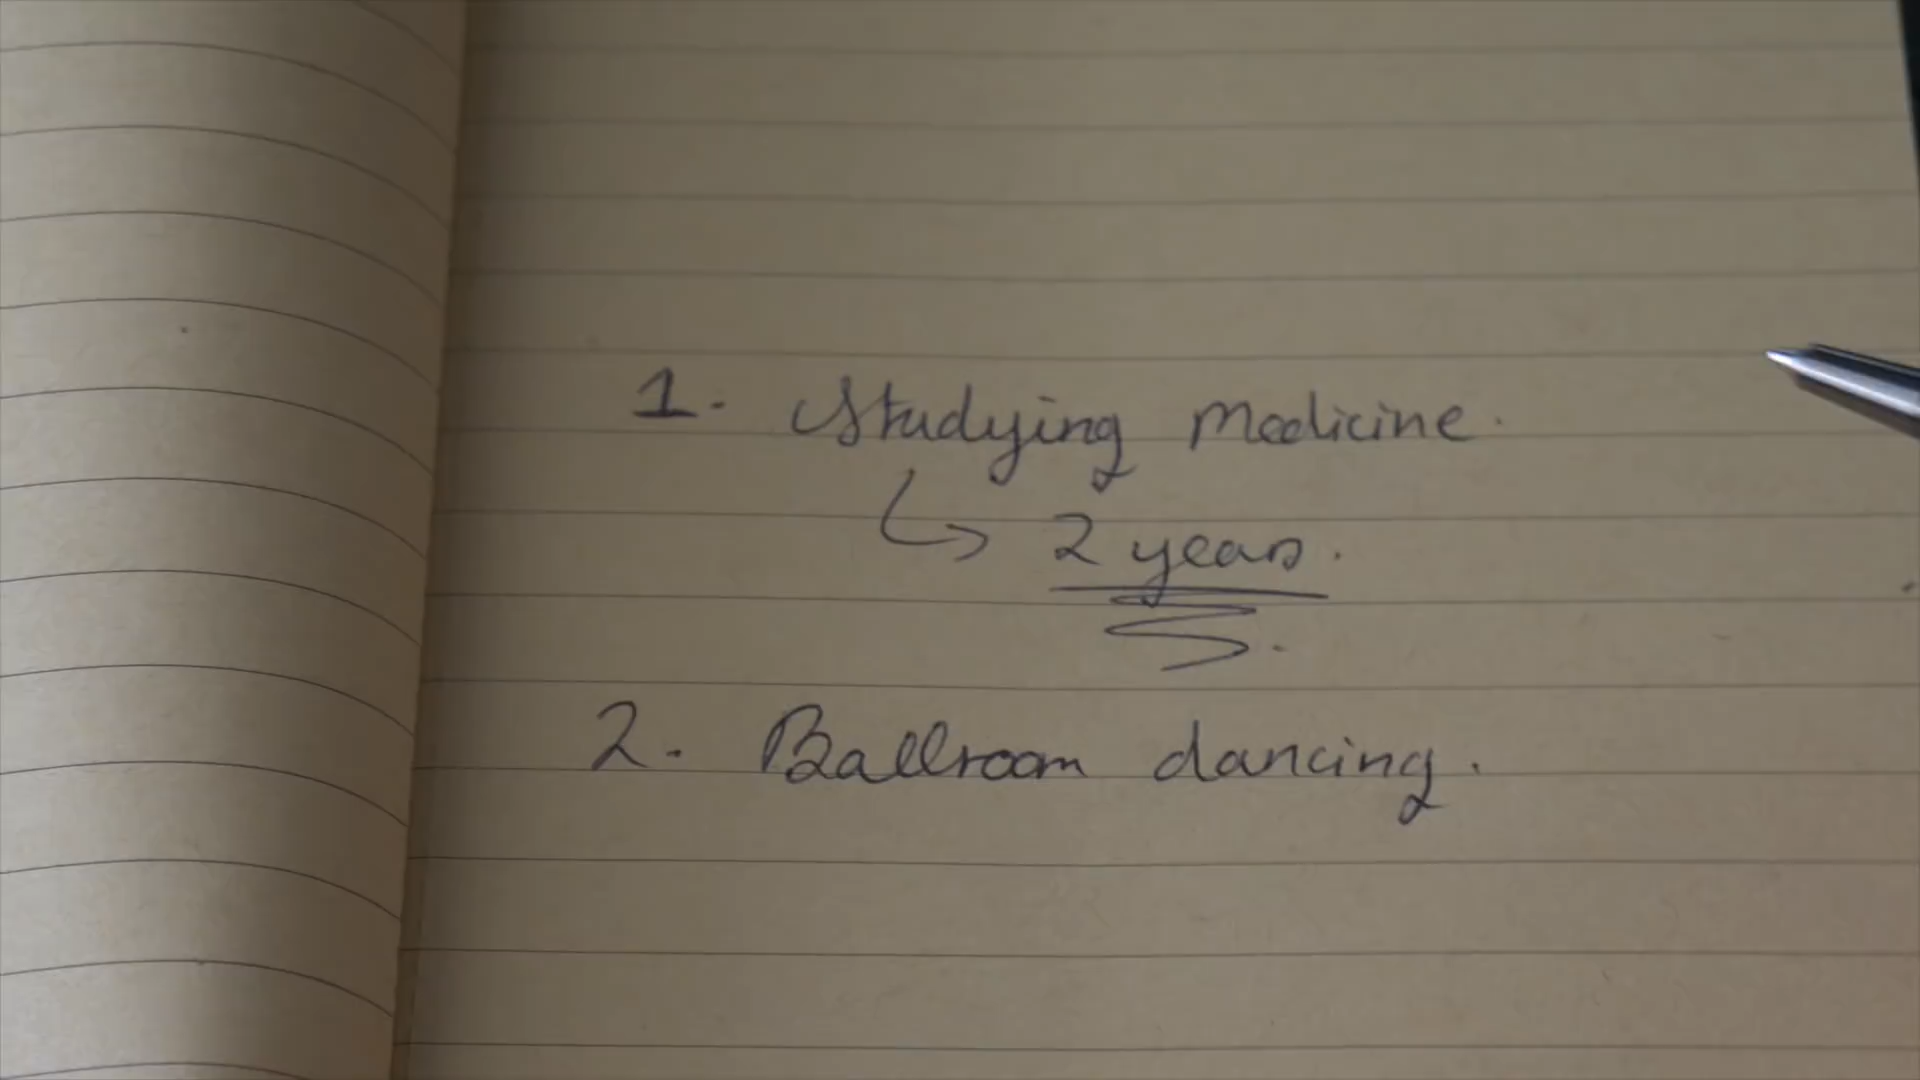 1. Studying Medicine.
↳ 2 years.
2. Ballroom dancing.